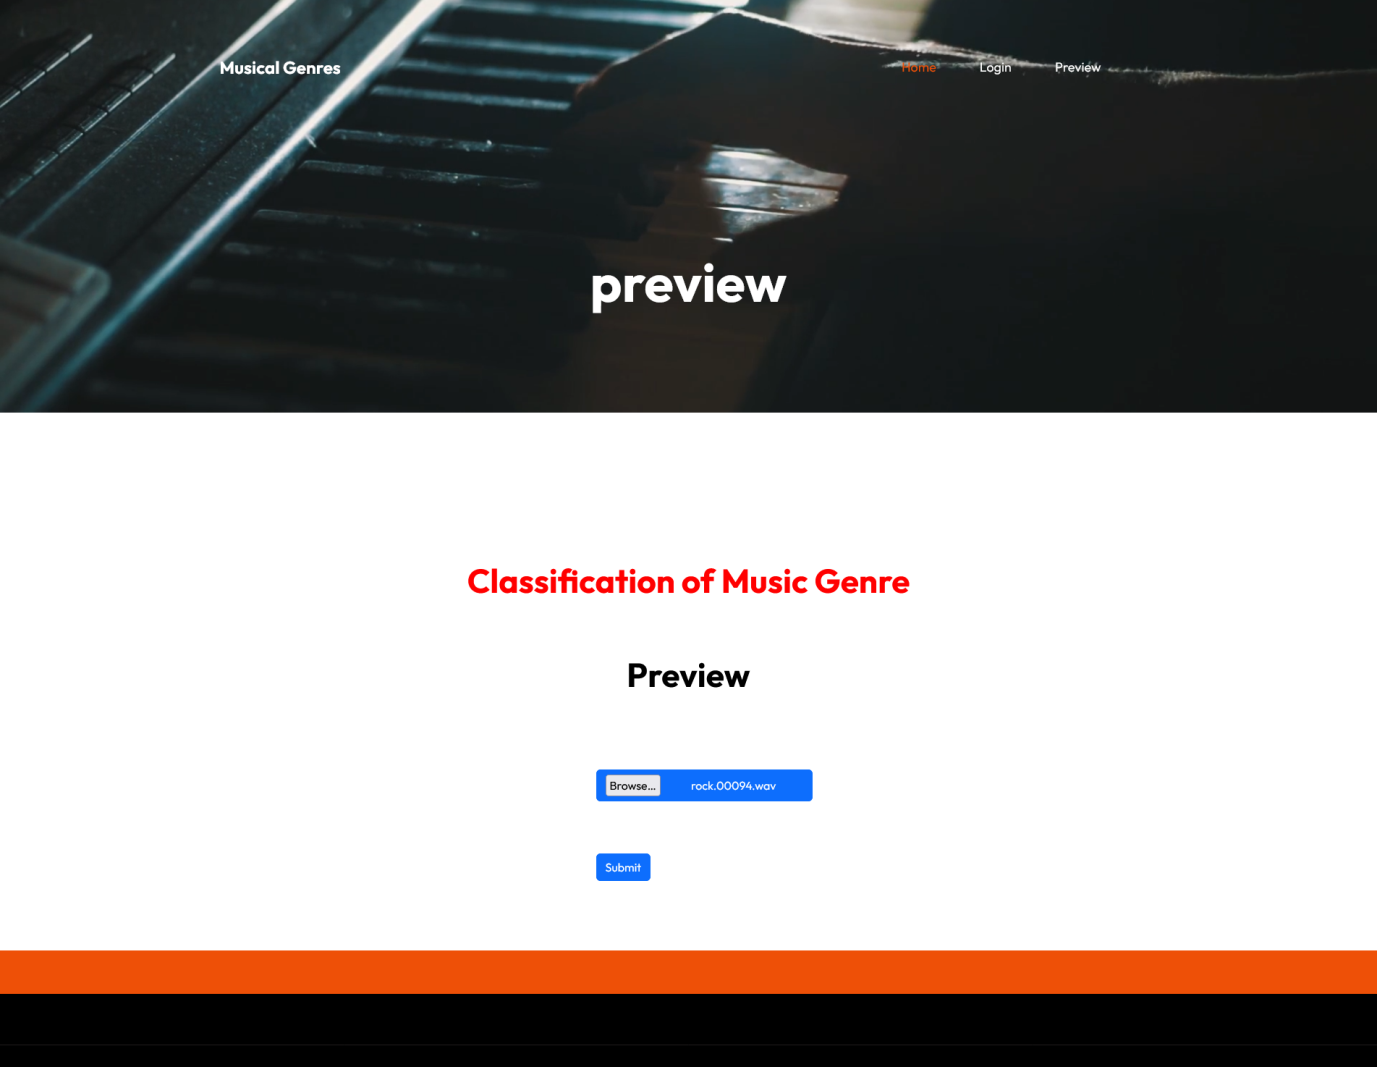 Musical Genres
Home Login Preview
preview
Classification of Music Genre
Preview
Browse... rock.00094.wav
Submit